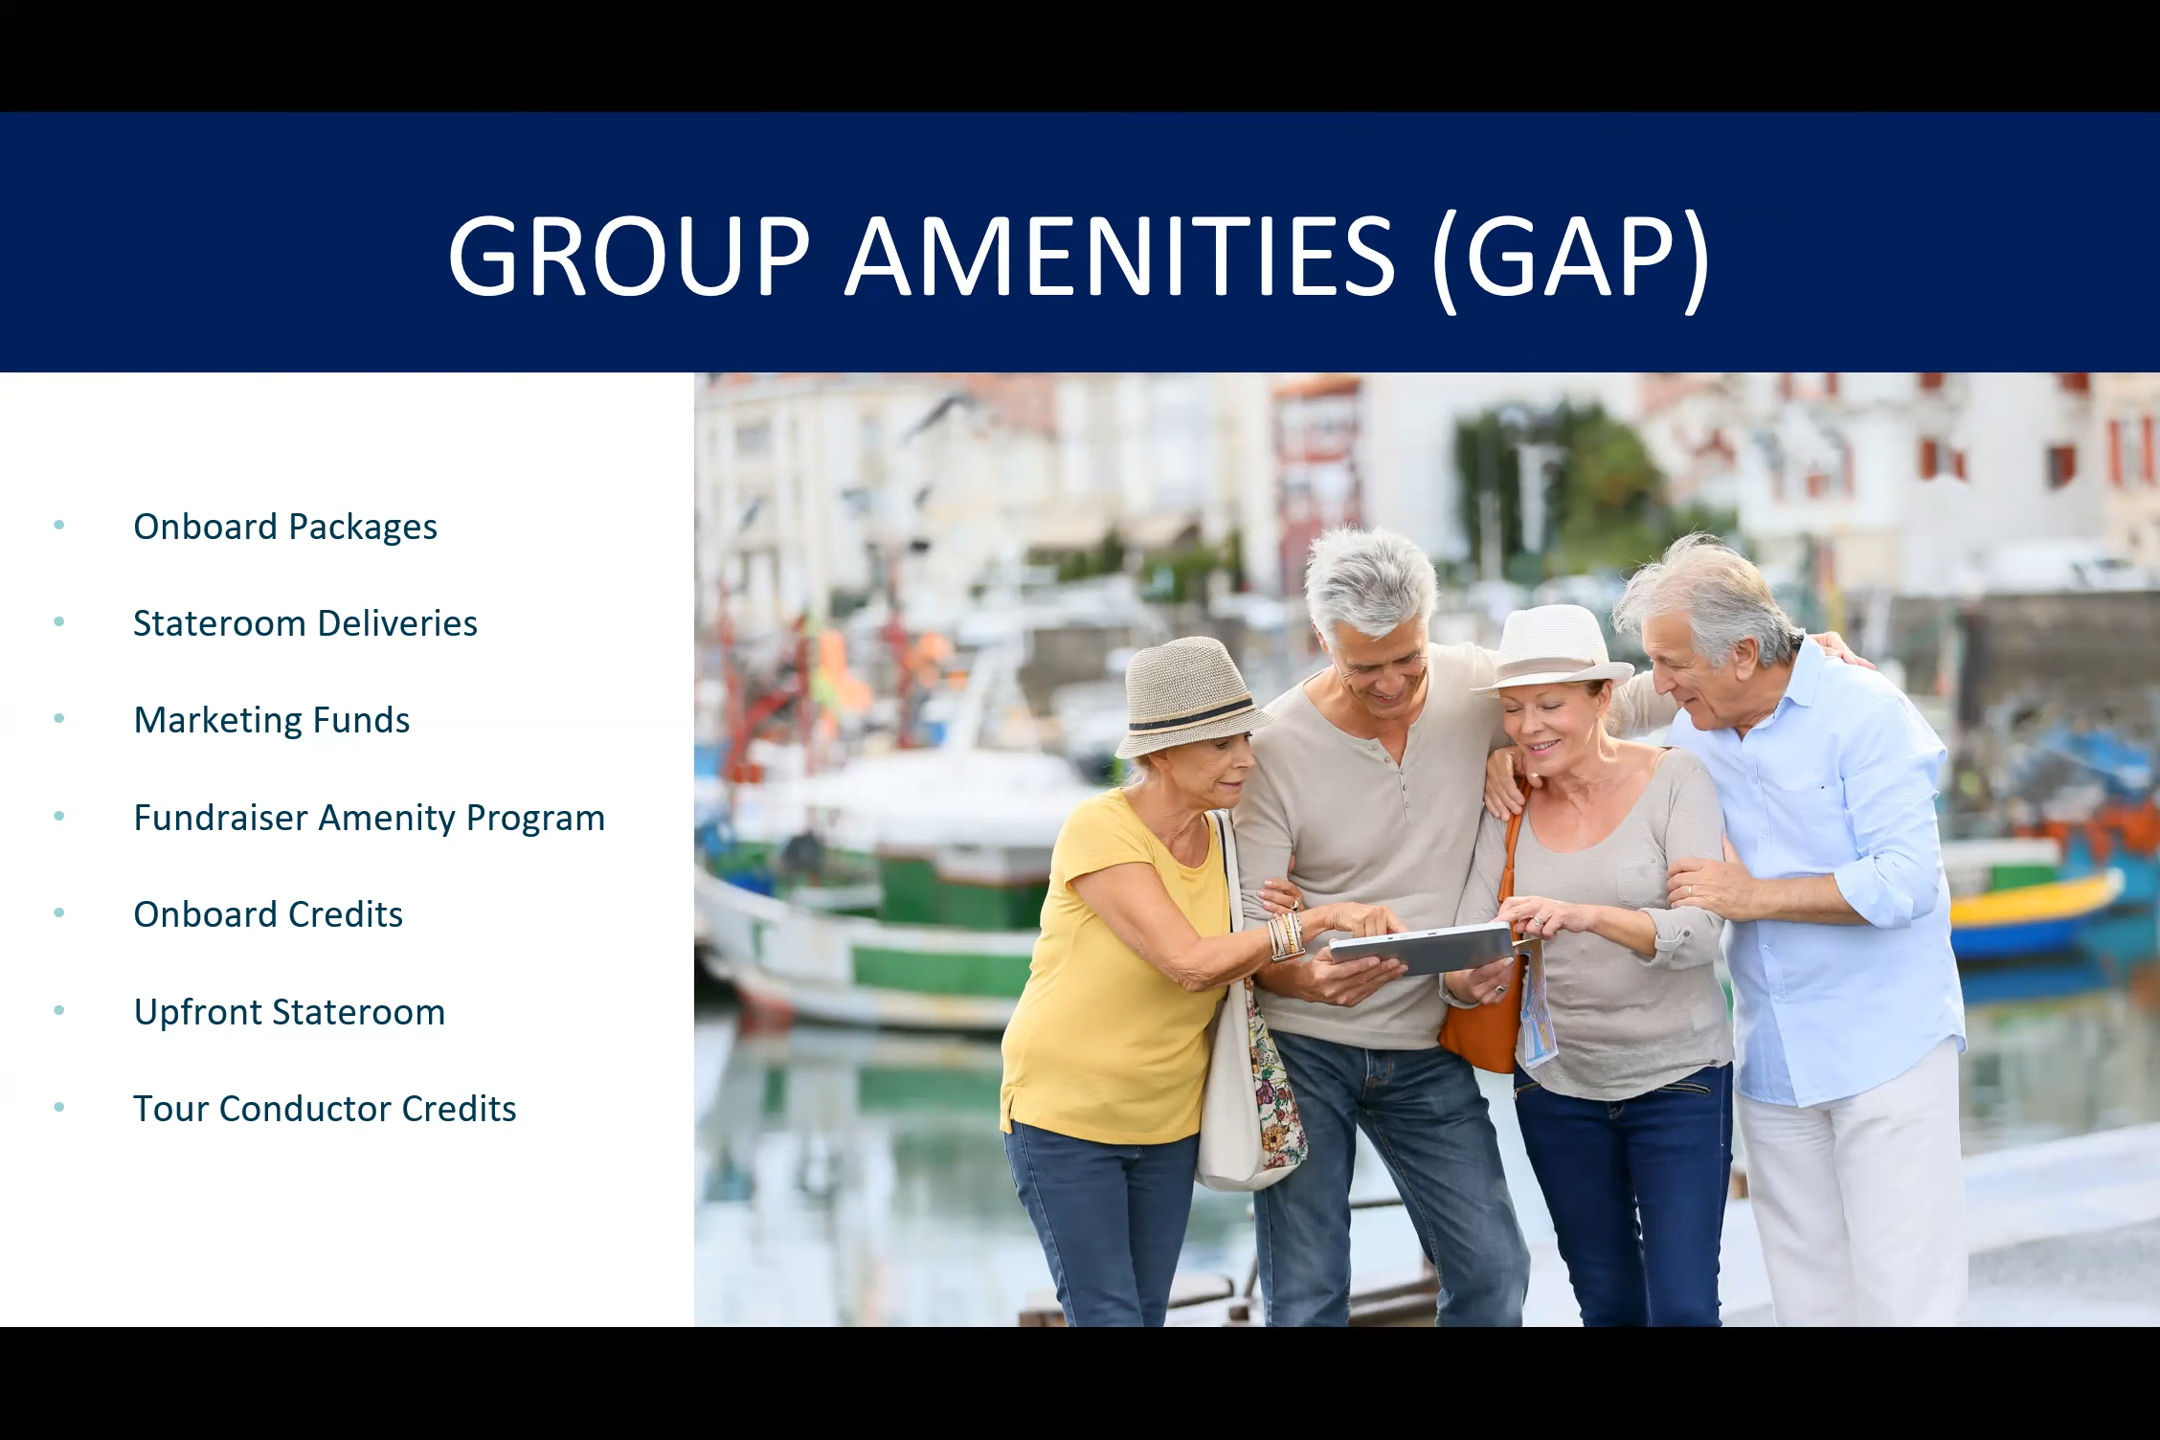 GROUP AMENITIES (GAP)
• Onboard Packages
• Stateroom Deliveries
• Marketing Funds
• Fundraiser Amenity Program
• Onboard Credits
• Upfront Stateroom
• Tour Conductor Credits